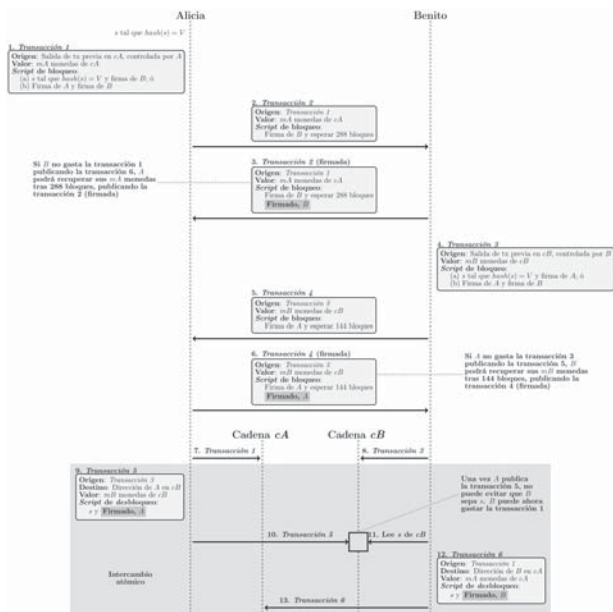 Alicia
Benito
s tal que hash(s) = V
1. Transacción 1
Origen: Salida de tx previa en cA, controlada por A
Valor: mA monedas de cA
Script de bloqueo:
(a) s tal que hash(s) = V y firma de B, ó
(b) Firma de A y firma de B
2. Transacción 2
Origen: Transacción 1
Valor: mA monedas de cA
Script de bloqueo:
Firma de B y esperar 288 bloques
3. Transacción 2 (firmada)
Origen: Transacción 1
Valor: mA monedas de cA
Script de bloqueo:
Firma de B y esperar 288 bloques
Firmado, B
Si B no gasta la transacción 1
publicando la transacción 6, A
podrá recuperar sus mA monedas
tras 288 bloques, publicando la
transacción 2 (firmada)
4. Transacción 3
Origen: Salida de tx previa en cB, controlada por B
Valor: mB monedas de cB
Script de bloqueo:
(a) s tal que hash(s) = V y firma de A, ó
(b) Firma de A y firma de B
5. Transacción 4
Origen: Transacción 3
Valor: mB monedas de cB
Script de bloqueo:
Firma de A y esperar 144 bloques
6. Transacción 4 (firmada)
Origen: Transacción 3
Valor: mB monedas de cB
Script de bloqueo:
Firma de A y esperar 144 bloques
Firmado, A
Si A no gasta la transacción 3
publicando la transacción 5, B
podrá recuperar sus mB monedas
tras 144 bloques, publicando la
transacción 4 (firmada)
Cadena cA
Cadena cB
7. Transacción 1
8. Transacción 3
9. Transacción 5
Origen: Transacción 3
Destino: Dirección de A en cB
Valor: mB monedas de cB
Script de desbloqueo:
s y Firmado, A
Una vez A publica
la transacción 5, no
puede evitar que B
sepa s. B puede ahora
gastar la transacción 1
10. Transacción 5
11. Lee s de cB
12. Transacción 6
Origen: Transacción 1
Destino: Dirección de B en cA
Valor: mA monedas de cA
Script de desbloqueo:
s y Firmado, B
Intercambio
atómico
13. Transacción 6